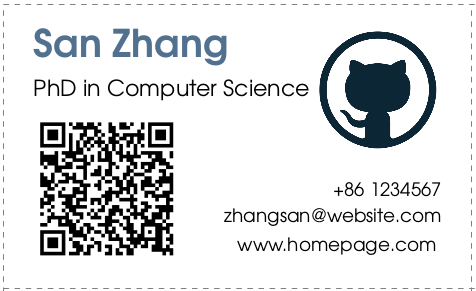 San Zhang
PhD in Computer Science
+86 1234567
zhangsan@website.com
www.homepage.com